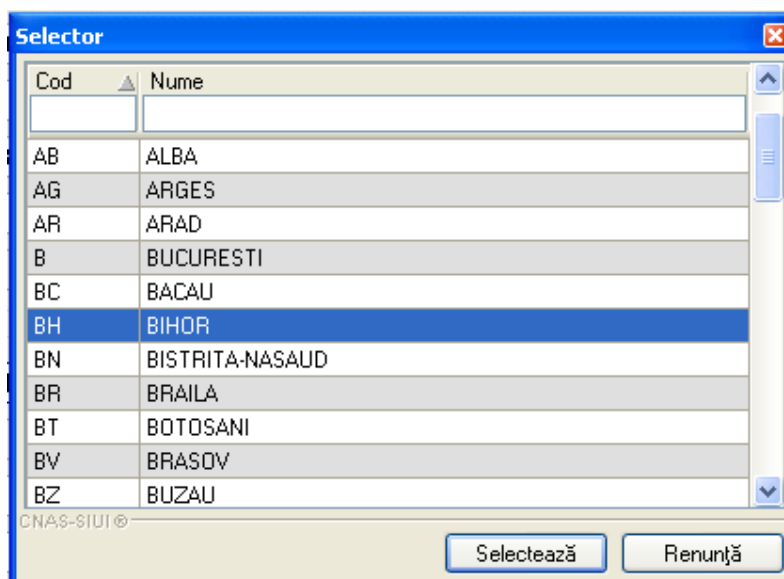 Selector
Cod Nume
AB ALBA
AG ARGES
AR ARAD
B BUCURESTI
BC BACAU
BH BIHOR
BN BISTRITA-NASAUD
BR BRAILA
BT BOTOSANI
BV BRASOV
BZ BUZAU
CNAS-SIUI ®
Selectează Renunţă